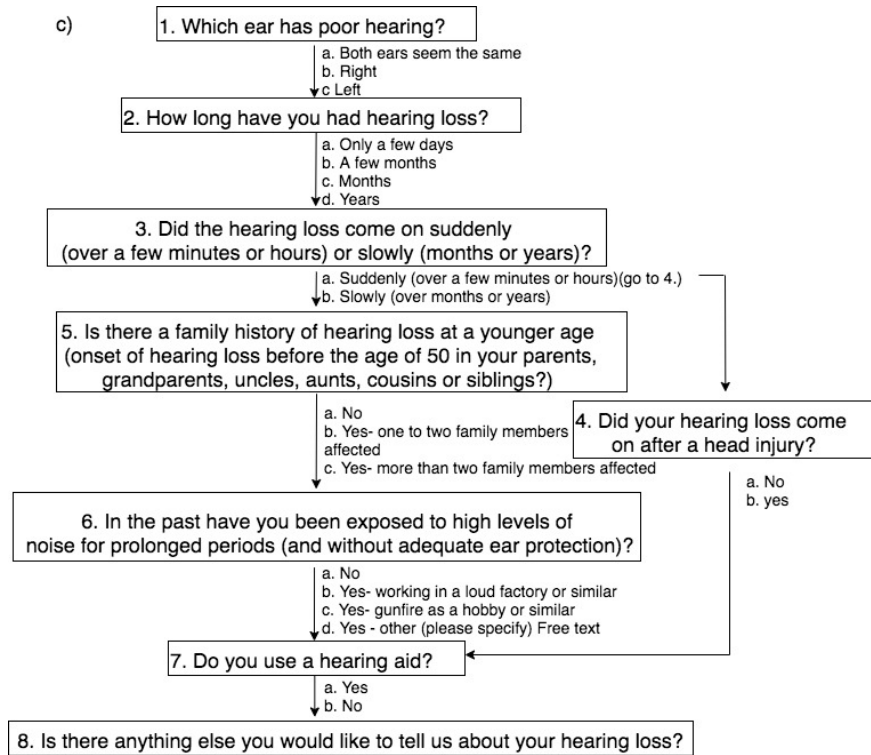 c)
1. Which ear has poor hearing?
a. Both ears seem the same
b. Right
c Left
2. How long have you had hearing loss?
a. Only a few days
b. A few months
c. Months
d. Years
3. Did the hearing loss come on suddenly
(over a few minutes or hours) or slowly (months or years)?
a. Suddenly (over a few minutes or hours)(go to 4.)
b. Slowly (over months or years)
5. Is there a family history of hearing loss at a younger age
(onset of hearing loss before the age of 50 in your parents,
grandparents, uncles, aunts, cousins or siblings?)
a. No
b. Yes- one to two family members
affected
c. Yes- more than two family members affected
4. Did your hearing loss come
on after a head injury?
a. No
b. yes
6. In the past have you been exposed to high levels of
noise for prolonged periods (and without adequate ear protection)?
a. No
b. Yes- working in a loud factory or similar
c. Yes- gunfire as a hobby or similar
d. Yes - other (please specify) Free text
7. Do you use a hearing aid?
a. Yes
b. No
8. Is there anything else you would like to tell us about your hearing loss?